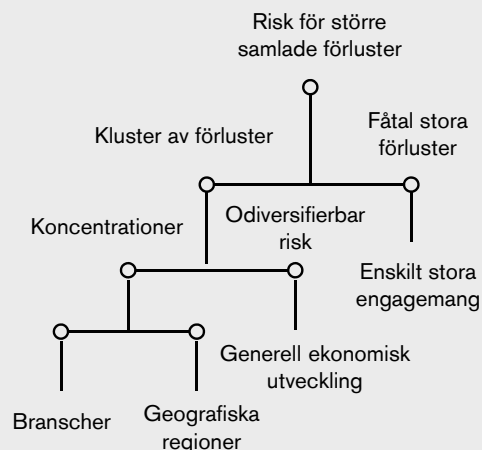 Risk för större
samlade förluster
Kluster av förluster
Fåtal stora
förluster
Koncentrationer
Odiversifierbar
risk
Enskilt stora
engagemang
Generell ekonomisk
utveckling
Branscher
Geografiska
regioner